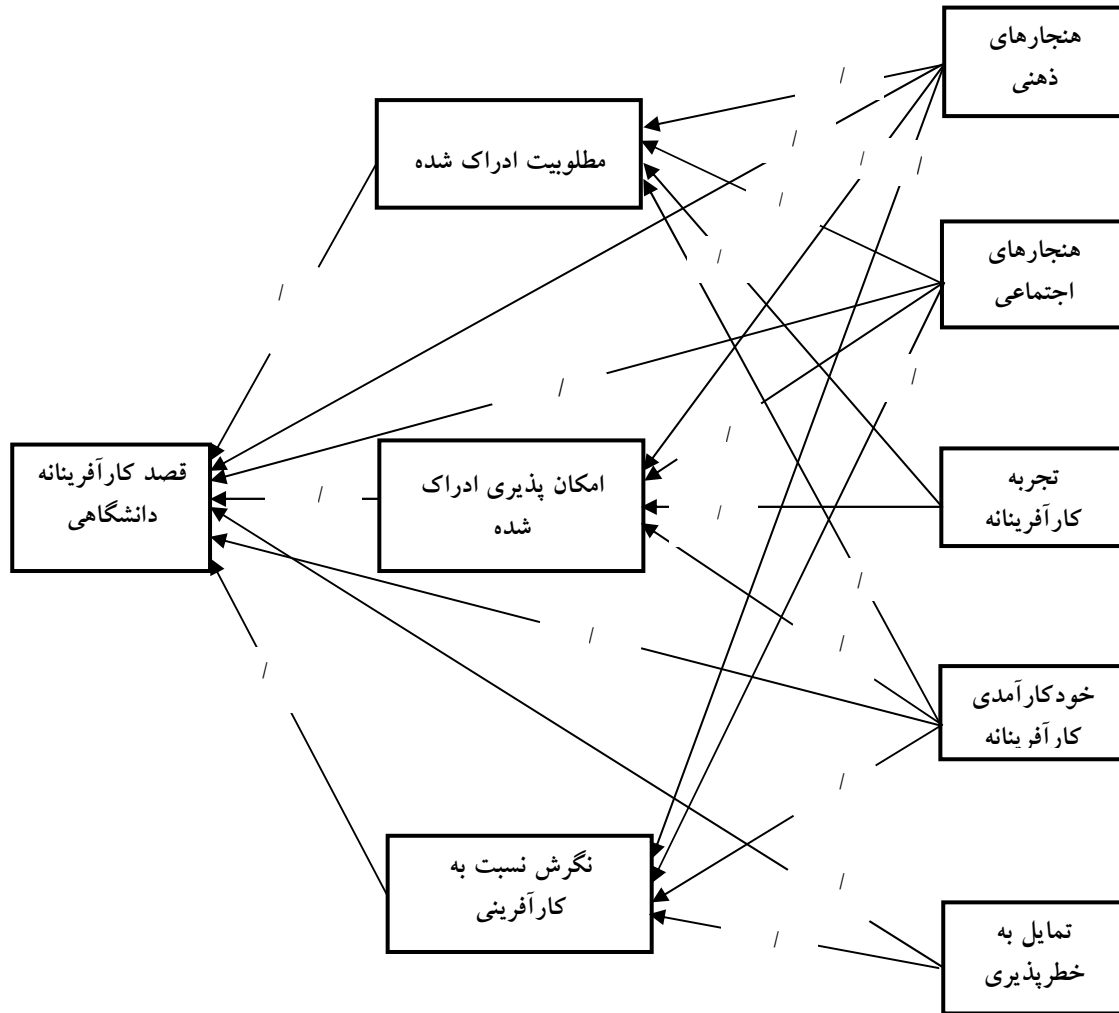 هنجارهای
ذهنی
مطلوبیت ادراک شده
هنجارهای
اجتماعی
امکان پذیری ادراک
شده
قصد کارآفرینانه
دانشگاهی
تجربه
کارآفرینانه
خودکارآمدی
کارآفرینانه
نگرش نسبت به
کارآفرینی
تمایل به
خطرپذیری